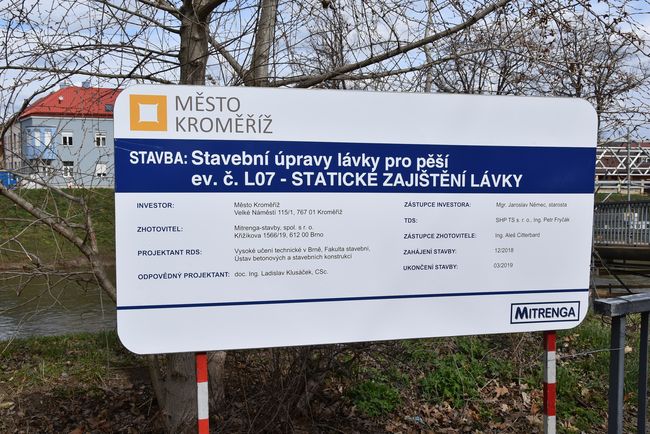 MĚSTO
KROMĚŘÍŽ
STAVBA: Stavební úpravy lávky pro pěší
ev. č. L07 - STATICKÉ ZAJIŠTĚNÍ LÁVKY
INVESTOR: Město Kroměříž
Velké Náměstí 115/1, 767 01 Kroměříž
ZHOTOVITEL: Mitrenga-stavby, spol. s r. o.
Křižíkova 1566/19, 612 00 Brno
PROJEKTANT RDS: Vysoké učení technické v Brně, Fakulta stavební,
Ústav betonových a stavebních konstrukcí
ODPOVĚDNÝ PROJEKTANT: doc. Ing. Ladislav Klusáček, CSc.
ZÁSTUPCE INVESTORA: Mgr. Jaroslav Němec, starosta
TDS: SHP TS s. r. o., Ing. Petr Fryčák
ZÁSTUPCE ZHOTOVITELE: Ing. Aleš Citterbard
ZAHÁJENÍ STAVBY: 12/2018
UKONČENÍ STAVBY: 03/2019
MITRENGA